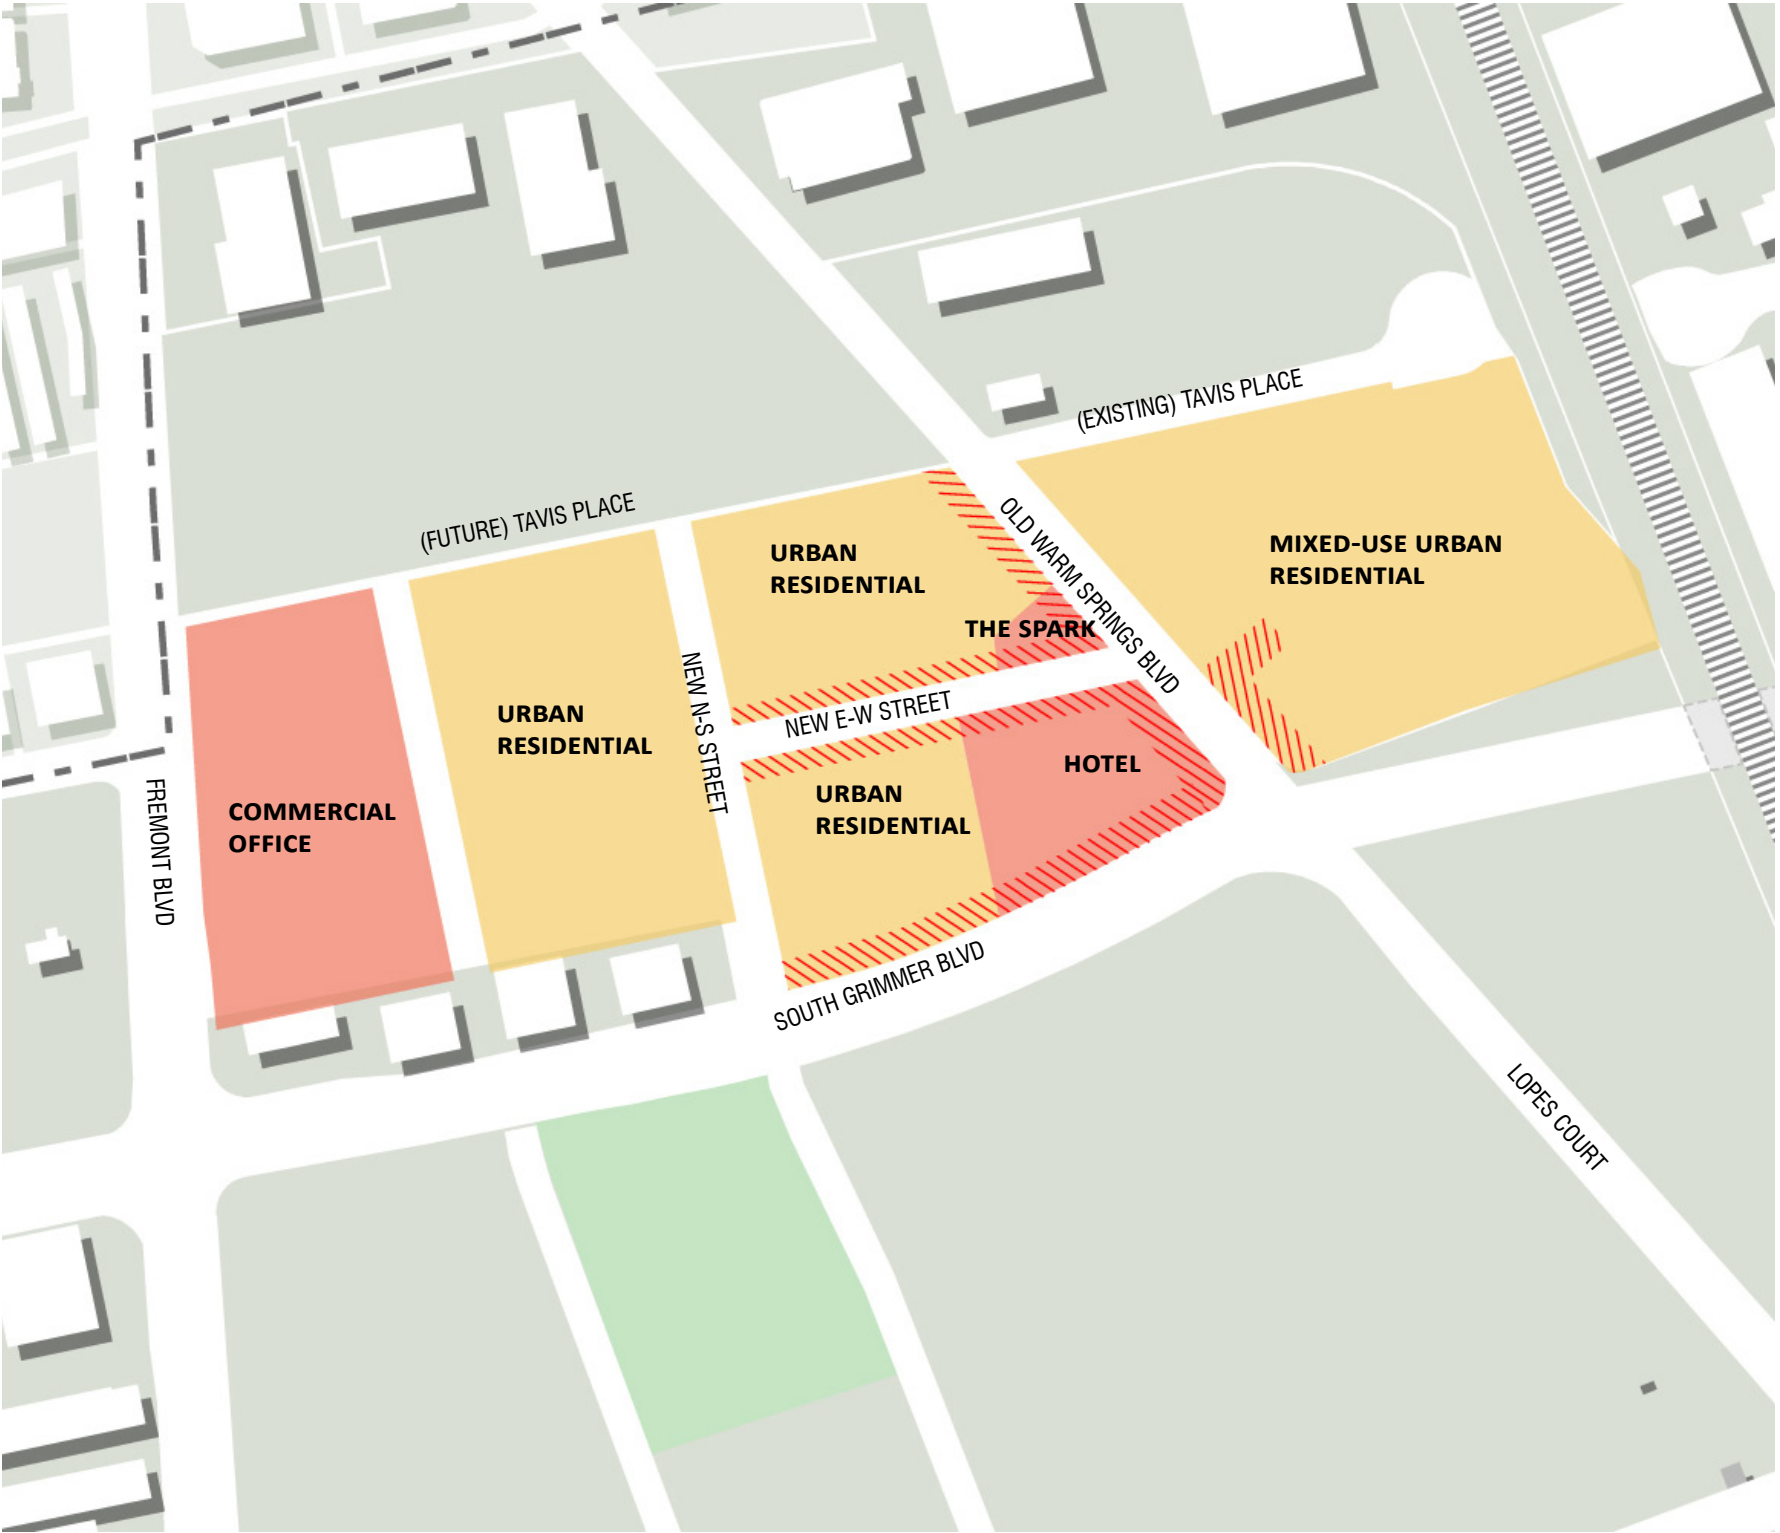 (EXISTING) TAVIS PLACE
(FUTURE) TAVIS PLACE
OLD WARM SPRINGS BLVD
URBAN
RESIDENTIAL
MIXED-USE URBAN
RESIDENTIAL
THE SPARK
NEW N-S STREET
NEW E-W STREET
URBAN
RESIDENTIAL
HOTEL
URBAN
RESIDENTIAL
COMMERCIAL
OFFICE
FREMONT BLVD
SOUTH GRIMMER BLVD
LOPES COURT